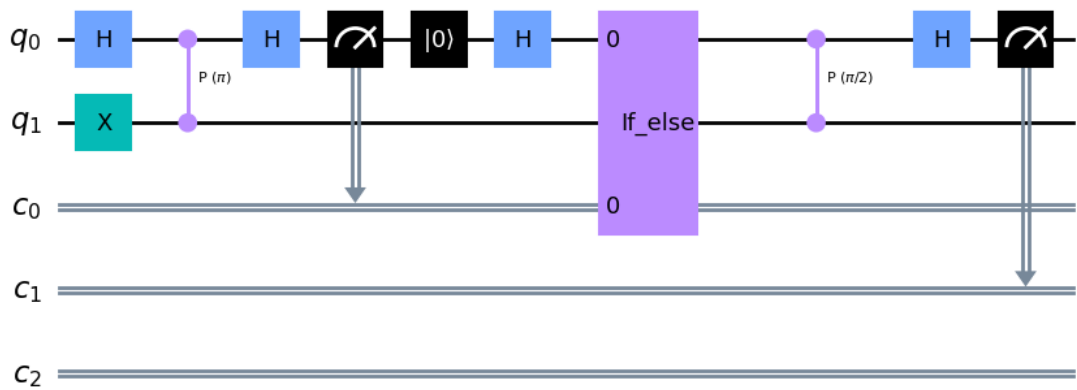 q₀ H H |0⟩ H 0 H
P (π) P (π/2)
q₁ X If_else
c₀ 0
c₁
c₂